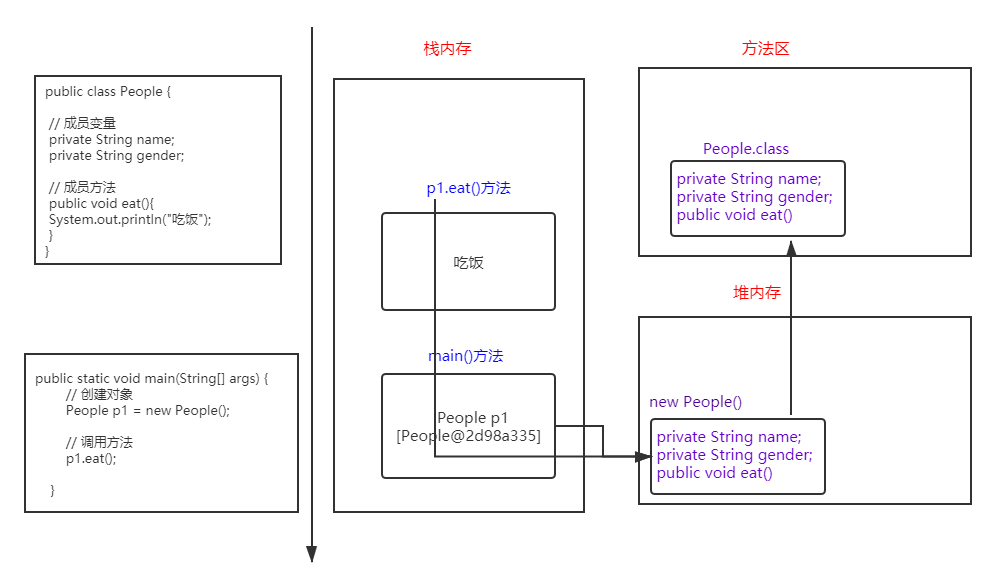 public class People {
// 成员变量
private String name;
private String gender;
// 成员方法
public void eat(){
System.out.println("吃饭");
}
}
public static void main(String[] args) {
// 创建对象
People p1 = new People();
// 调用方法
p1.eat();
}
栈内存
p1.eat()方法
吃饭
main()方法
People p1
[People@2d98a335]
方法区
People.class
private String name;
private String gender;
public void eat()
堆内存
new People()
private String name;
private String gender;
public void eat()